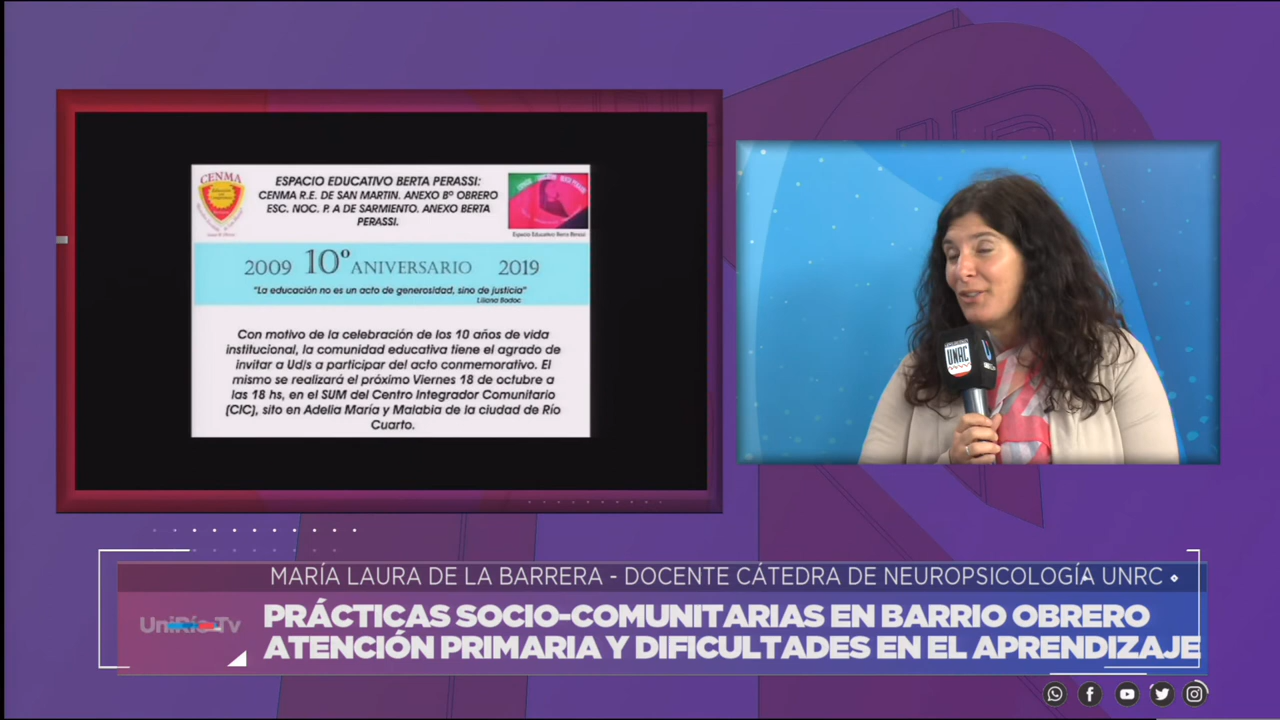 CENMA
ESPACIO EDUCATIVO BERTA PERASSI:
CENMA R.E. DE SAN MARTIN. ANEXO Bº OBRERO
ESC. NOC. P. A DE SARMIENTO. ANEXO BERTA
PERASSI.
Espacio Educativo Berta Perassi
2009 10º ANIVERSARIO 2019
"La educación no es un acto de generosidad, sino de justicia"
Liliana Bodoc
Con motivo de la celebración de los 10 años de vida
institucional, la comunidad educativa tiene el agrado de
invitar a Ud/s a participar del acto conmemorativo. El
mismo se realizará el próximo Viernes 18 de octubre a
las 18 hs, en el SUM del Centro Integrador Comunitario
(CIC), sito en Adelia María y Malabia de la ciudad de Río
Cuarto.
UNRC
MARÍA LAURA DE LA BARRERA - DOCENTE CÁTEDRA DE NEUROPSICOLOGÍA UNRC
UniRío Tv
PRÁCTICAS SOCIO-COMUNITARIAS EN BARRIO OBRERO
ATENCIÓN PRIMARIA Y DIFICULTADES EN EL APRENDIZAJE